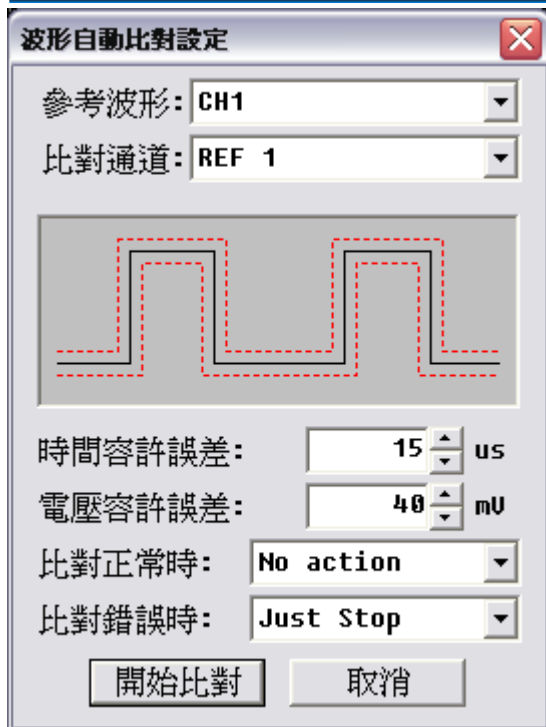 波形自動比對設定
參考波形: CH1
比對通道: REF 1
時間容許誤差: 15 us
電壓容許誤差: 40 mV
比對正常時: No action
比對錯誤時: Just Stop
開始比對 取消